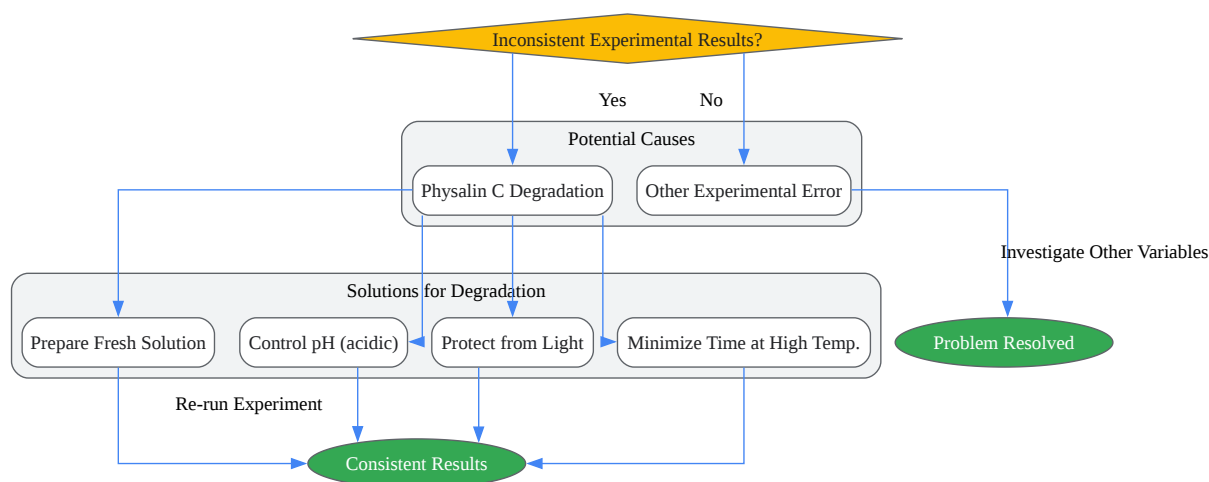 Inconsistent Experimental Results?
Yes
No
Potential Causes
Physalin C Degradation
Other Experimental Error
Investigate Other Variables
Solutions for Degradation
Prepare Fresh Solution
Control pH (acidic)
Protect from Light
Minimize Time at High Temp.
Problem Resolved
Re-run Experiment
Consistent Results